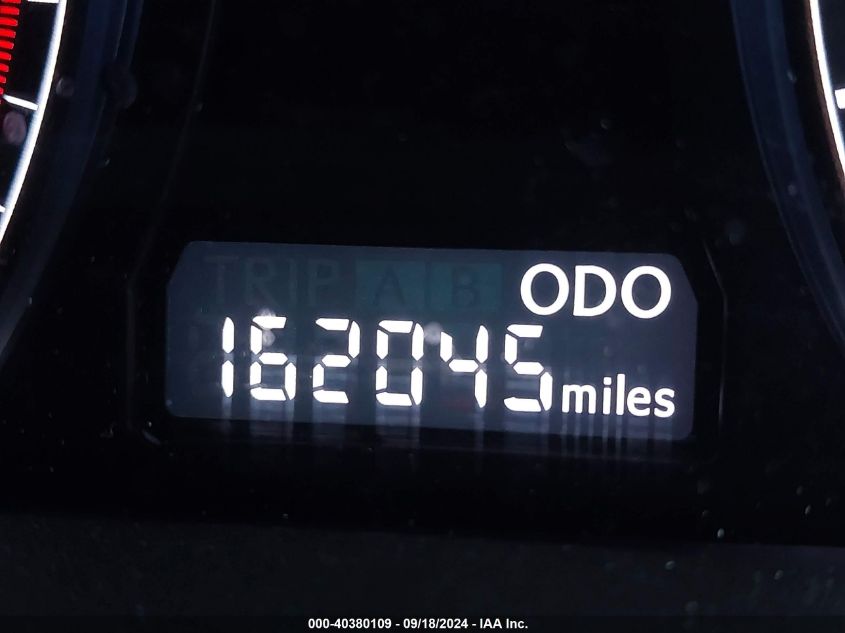 TRIP A B ODO
162045 miles
000-40380109 - 09/18/2024 - IAA Inc.